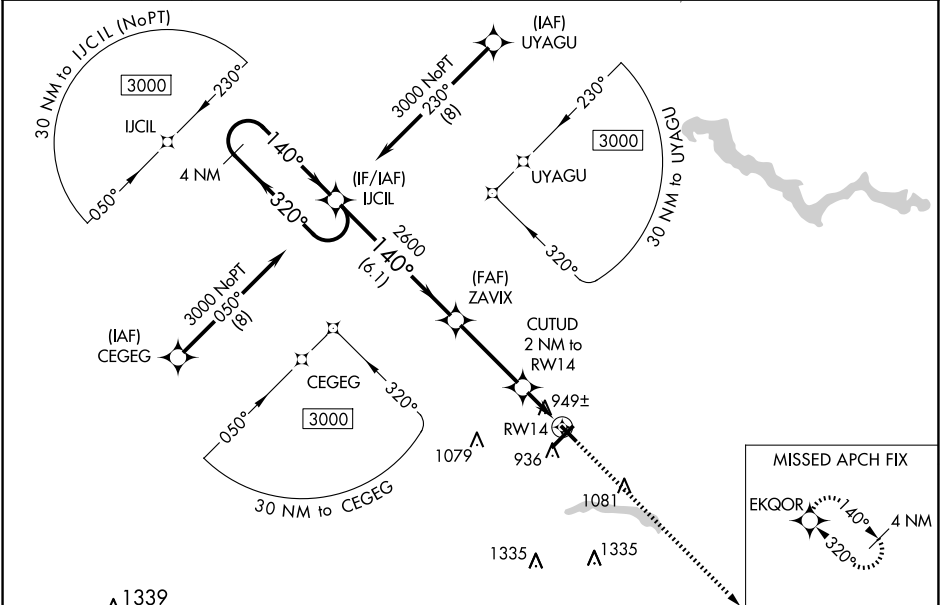 30 NM to IJCIL (NoPT)
3000
230°
IJCIL
050°
4 NM
140°
320°
(IF/IAF)
IJCIL
(IAF)
UYAGU
3000 NoPT
230°
(8)
230°
3000
UYAGU
320°
30 NM to UYAGU
2600
140°
(6.1)
(FAF)
ZAVIX
3000 NoPT
050°
(8)
(IAF)
CEGEG
CEGEG
050°
320°
3000
30 NM to CEGEG
CUTUD
2 NM to
RW14
949±
RW14
1079
936
1081
1335
1335
1339
MISSED APCH FIX
EKQOR
140°
4 NM
320°